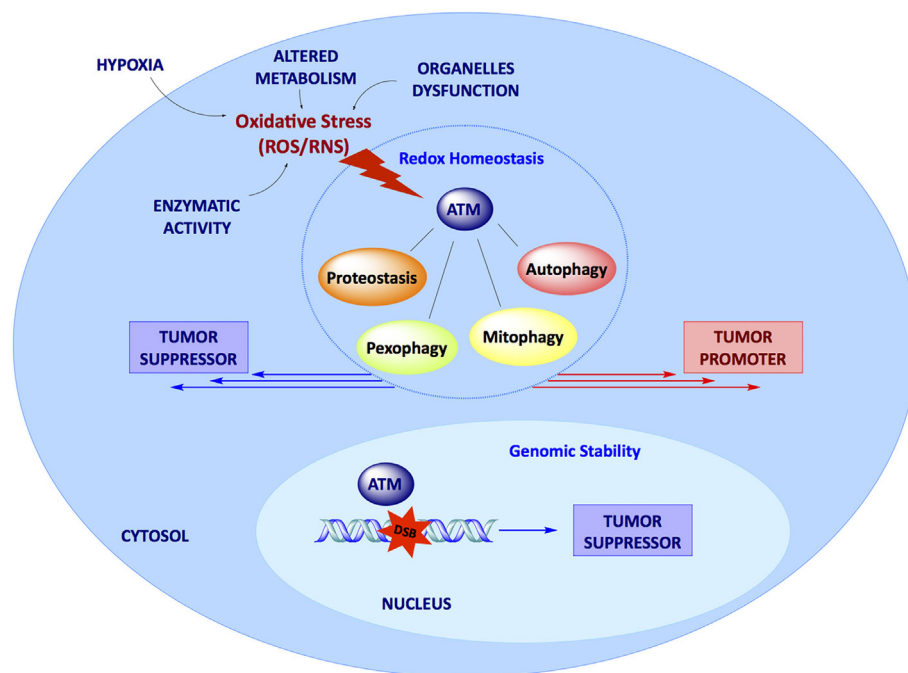 HYPOXIA
ALTERED
METABOLISM
ORGANELLES
DYSFUNCTION
Oxidative Stress
(ROS/RNS)
ENZYMATIC
ACTIVITY
Redox Homeostasis
ATM
Proteostasis
Autophagy
Pexophagy
Mitophagy
TUMOR
SUPPRESSOR
TUMOR
PROMOTER
Genomic Stability
ATM
DSB
TUMOR
SUPPRESSOR
CYTOSOL
NUCLEUS